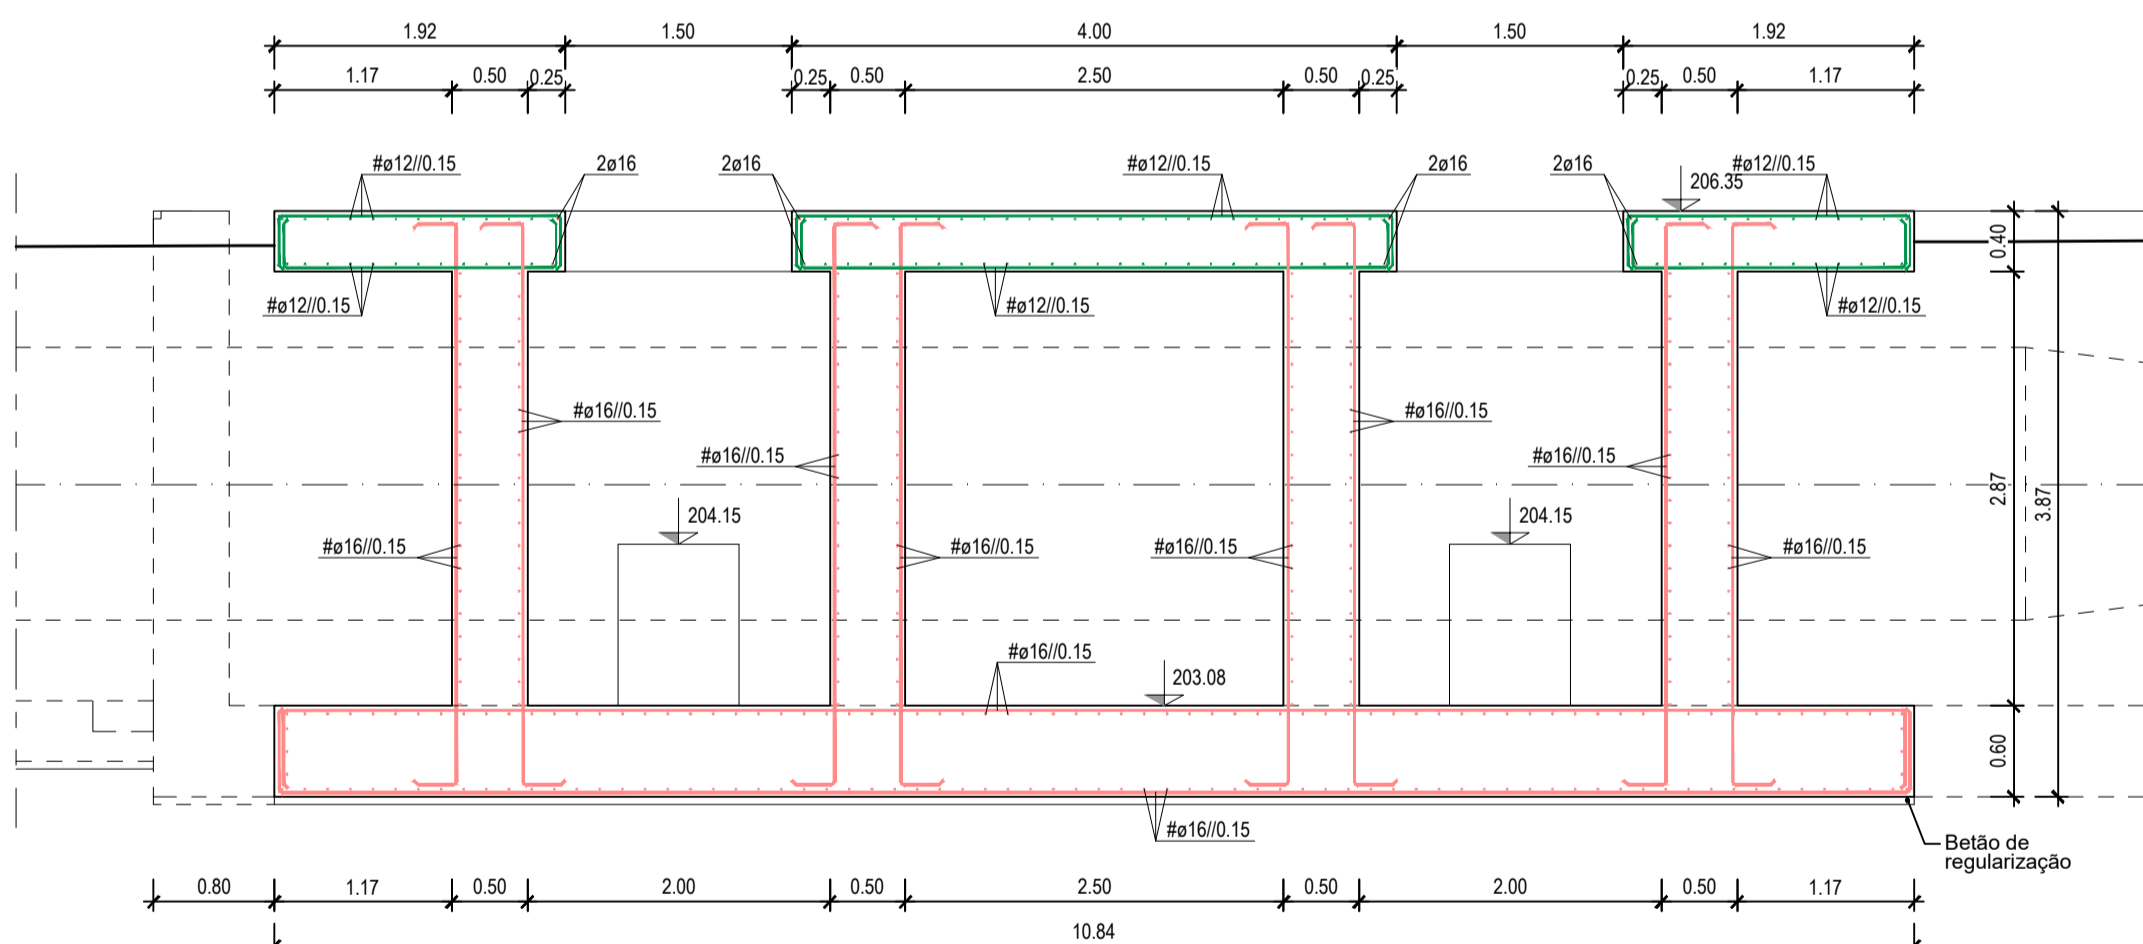 1.92 1.50 4.00 1.50 1.92
1.17 0.50 0.25 0.25 0.50 2.50 0.50 0.25 0.25 0.50 1.17
#ø12//0.15 2ø16 2ø16 #ø12//0.15 2ø16 2ø16 #ø12//0.15
206.35
0.40
#ø12//0.15 #ø12//0.15 #ø12//0.15
#ø16//0.15 #ø16//0.15
#ø16//0.15 #ø16//0.15
2.87 3.87
204.15 204.15
#ø16//0.15 #ø16//0.15 #ø16//0.15 #ø16//0.15
#ø16//0.15
203.08
0.60
#ø16//0.15
Betão de
regularização
0.80 1.17 0.50 2.00 0.50 2.50 0.50 2.00 0.50 1.17
10.84